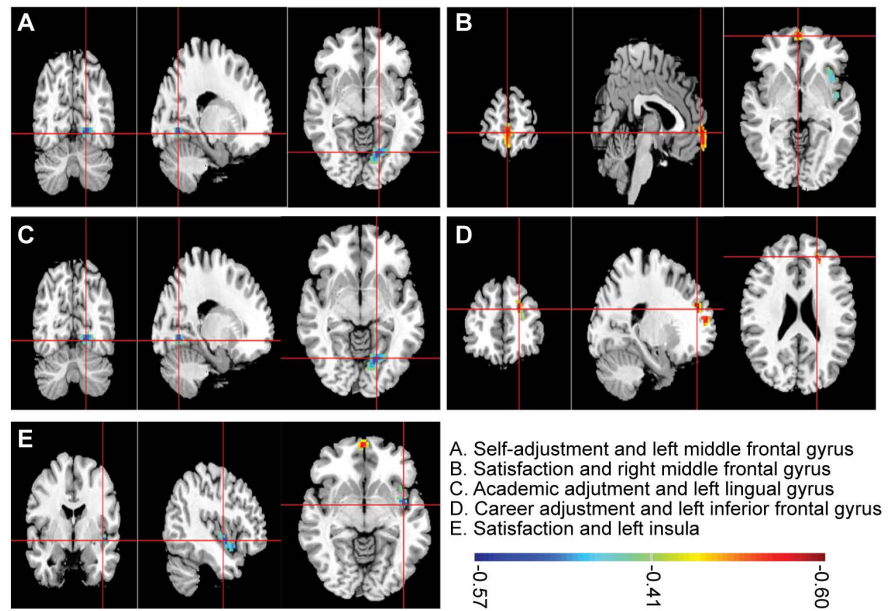 A
B
C
D
E
A. Self-adjustment and left middle frontal gyrus
B. Satisfaction and right middle frontal gyrus
C. Academic adjutment and left lingual gyrus
D. Career adjustment and left inferior frontal gyrus
E. Satisfaction and left insula
-0.57
-0.41
-0.60